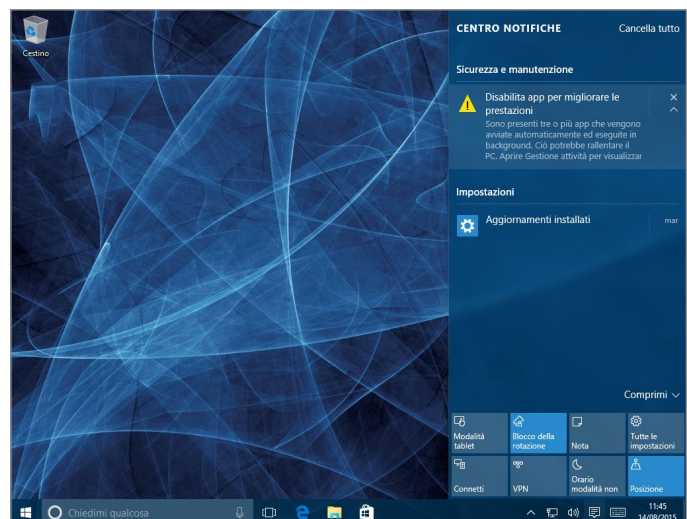 Cestino
CENTRO NOTIFICHE Cancella tutto
Sicurezza e manutenzione
Disabilita app per migliorare le
prestazioni
Sono presenti tre o più app che vengono
avviate automaticamente ed eseguite in
background. Ciò potrebbe rallentare il
PC. Aprire Gestione attività per visualizzar
Impostazioni
Aggiornamenti installati mar
Comprimi
Modalità
tablet
Blocco della
rotazione
Nota
Tutte le
impostazioni
Connetti
VPN
Orario
modalità non
Posizione
Chiedimi qualcosa
11:45
14/08/2015